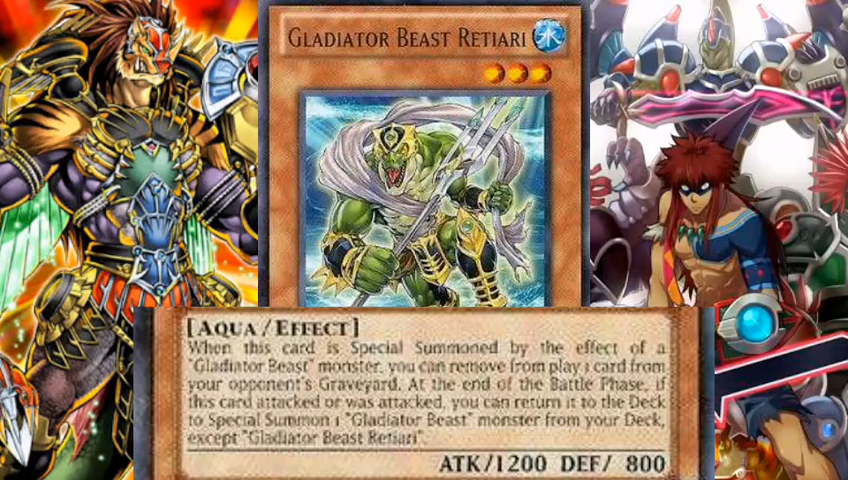 GLADIATOR BEAST RETIARI
水
[AQUA/EFFECT]
When this card is Special Summoned by the effect of a
"Gladiator Beast" monster, you can remove from play 1 card from
your opponent's Graveyard. At the end of the Battle Phase, if
this card attacked or was attacked, you can return it to the Deck
to Special Summon 1 "Gladiator Beast" monster from your Deck,
except "Gladiator Beast Retiari".
ATK/1200 DEF/ 800